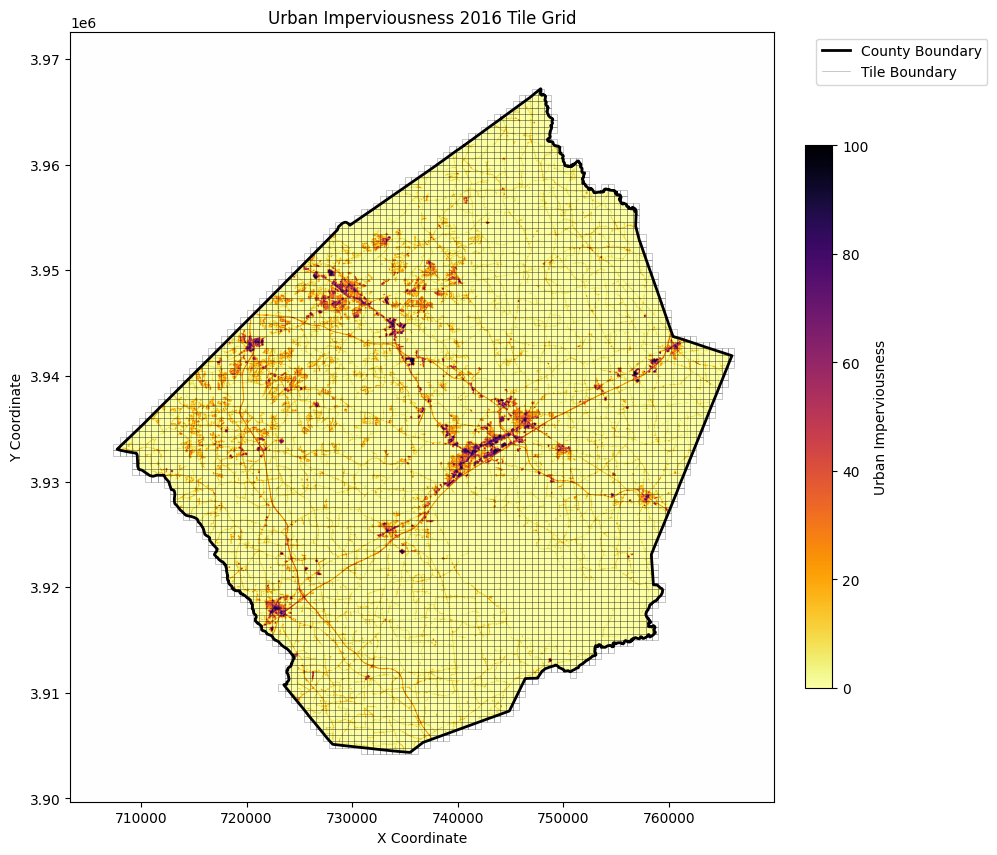 Urban Imperviousness 2016 Tile Grid
1e6
County Boundary
Tile Boundary
3.97
3.96
3.95
3.94
3.93
3.92
3.91
3.90
Y Coordinate
710000 720000 730000 740000 750000 760000
X Coordinate
100
80
60
40
20
0
Urban Imperviousness